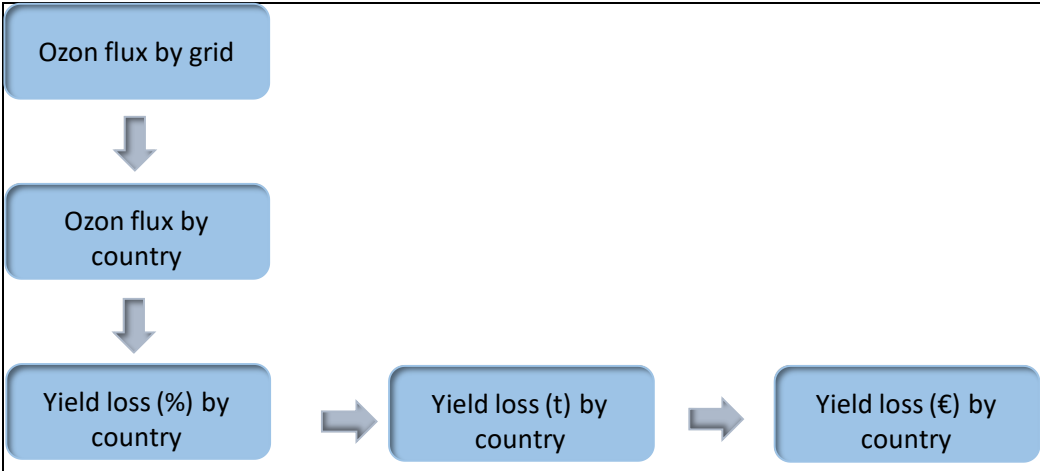 Ozon flux by grid
Ozon flux by
country
Yield loss (%) by
country
Yield loss (t) by
country
Yield loss (€) by
country